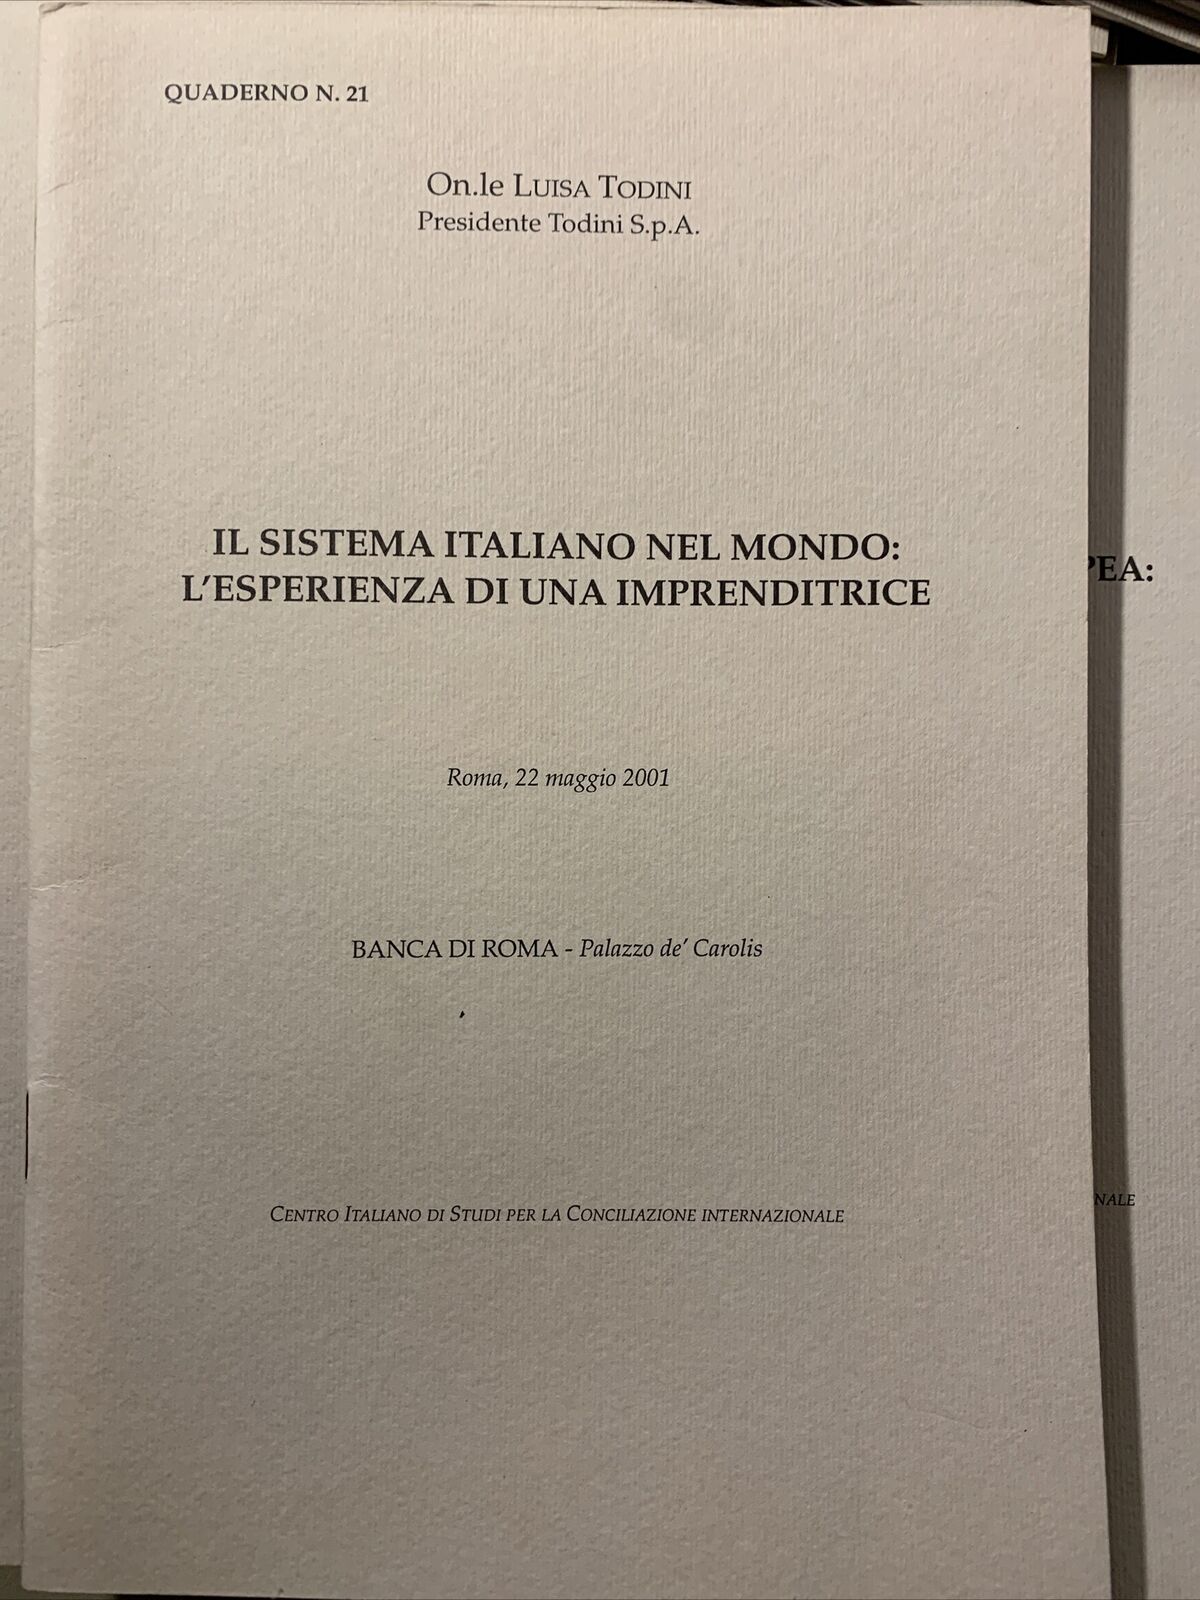 QUADERNO N. 21
On.le LUISA TODINI
Presidente Todini S.p.A.
IL SISTEMA ITALIANO NEL MONDO:
L'ESPERIENZA DI UNA IMPRENDITRICE
PEA:
Roma, 22 maggio 2001
BANCA DI ROMA - Palazzo de' Carolis
CENTRO ITALIANO DI STUDI PER LA CONCILIAZIONE INTERNAZIONALE
NALE